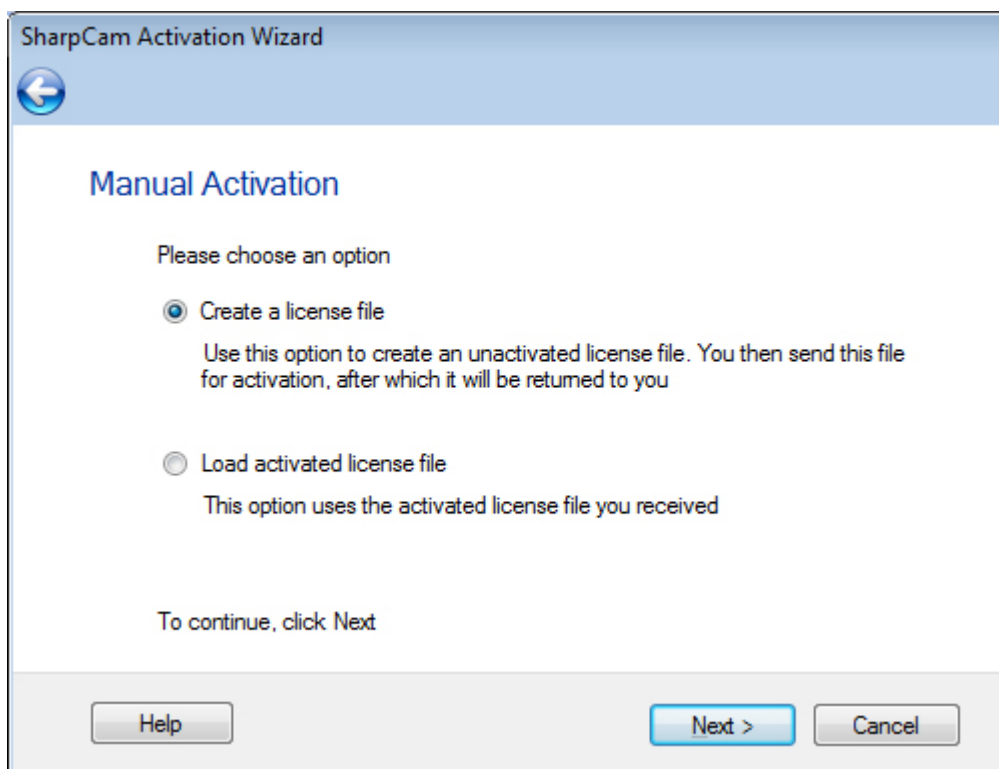 SharpCam Activation Wizard
Manual Activation
Please choose an option
Create a license file
Use this option to create an unactivated license file. You then send this file
for activation, after which it will be returned to you
Load activated license file
This option uses the activated license file you received
To continue, click Next
Help
Next >
Cancel